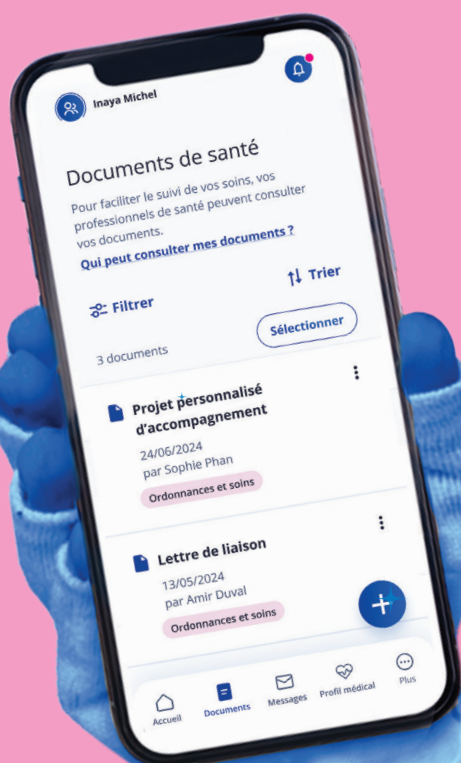 Inaya Michel
Documents de santé
Pour faciliter le suivi de vos soins, vos
professionnels de santé peuvent consulter
vos documents.
Qui peut consulter mes documents ?
Filtrer
Trier
3 documents
Sélectionner
Projet personnalisé
d'accompagnement
24/06/2024
par Sophie Phan
Ordonnances et soins
Lettre de liaison
13/05/2024
par Amir Duval
Ordonnances et soins
Accueil
Documents
Messages
Profil médical
Plus